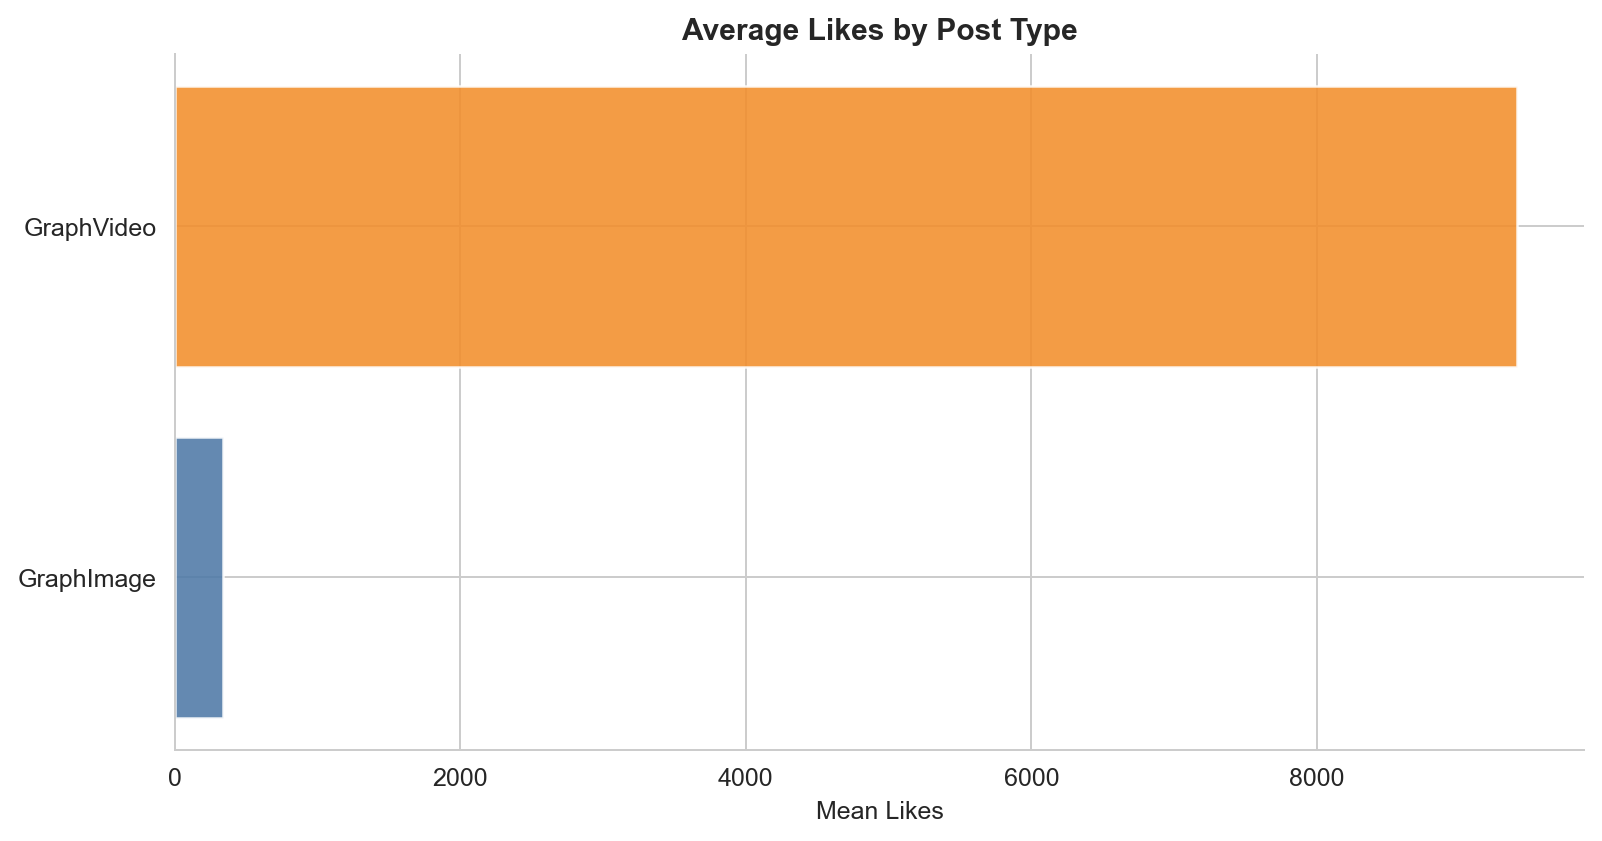 Average Likes by Post Type
GraphVideo
GraphImage
0 2000 4000 6000 8000
Mean Likes